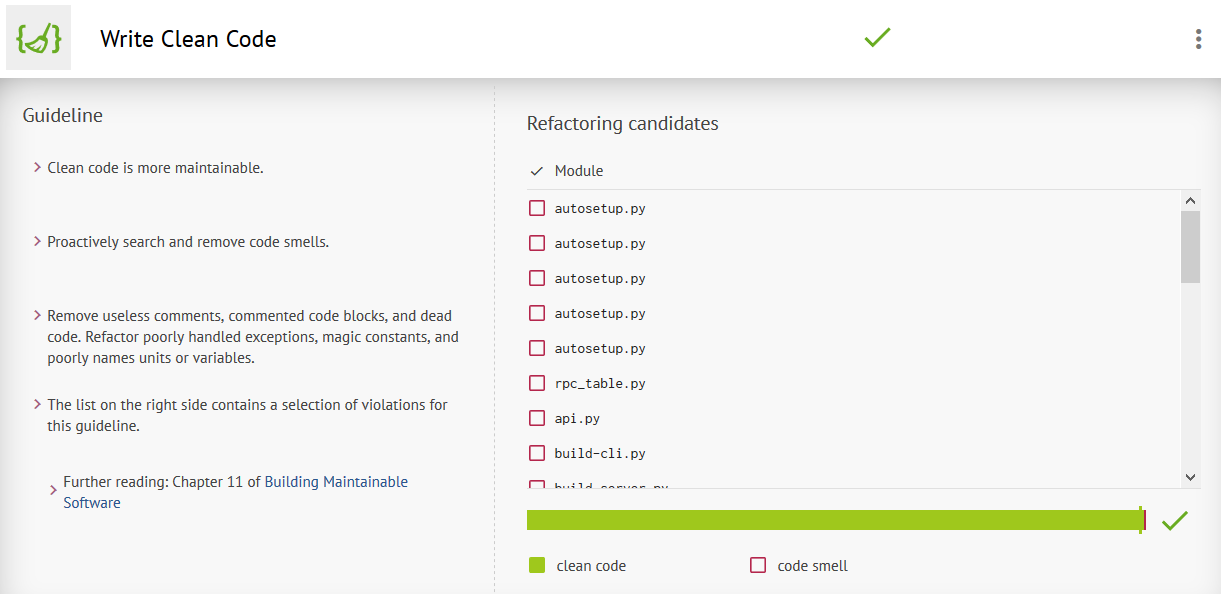 Write Clean Code
Guideline
Clean code is more maintainable.
Proactively search and remove code smells.
Remove useless comments, commented code blocks, and dead
code. Refactor poorly handled exceptions, magic constants, and
poorly names units or variables.
The list on the right side contains a selection of violations for
this guideline.
Further reading: Chapter 11 of Building Maintainable
Software
Refactoring candidates
Module
autosetup.py
autosetup.py
autosetup.py
autosetup.py
autosetup.py
rpc_table.py
api.py
build-cli.py
build-server.py
clean code
code smell